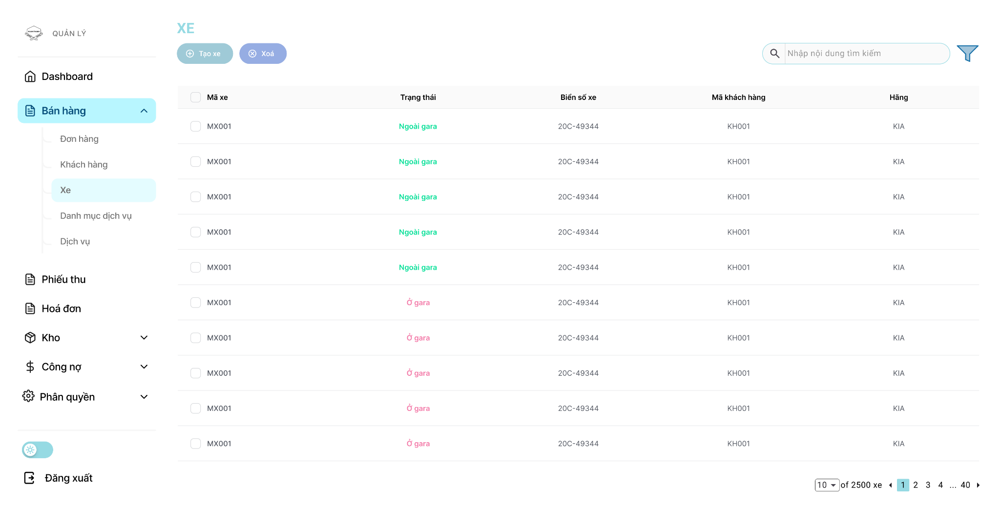 QUẢN LÝ
Dashboard
Bán hàng
Đơn hàng
Khách hàng
Xe
Danh mục dịch vụ
Dịch vụ
Phiếu thu
Hoá đơn
Kho
Công nợ
Phân quyền
Đăng xuất
XE
Tạo xe
Xoá
Nhập nội dung tìm kiếm
Mã xe Trạng thái Biển số xe Mã khách hàng Hãng
MX001 Ngoài gara 20C-49344 KH001 KIA
MX001 Ngoài gara 20C-49344 KH001 KIA
MX001 Ngoài gara 20C-49344 KH001 KIA
MX001 Ngoài gara 20C-49344 KH001 KIA
MX001 Ngoài gara 20C-49344 KH001 KIA
MX001 Ở gara 20C-49344 KH001 KIA
MX001 Ở gara 20C-49344 KH001 KIA
MX001 Ở gara 20C-49344 KH001 KIA
MX001 Ở gara 20C-49344 KH001 KIA
MX001 Ở gara 20C-49344 KH001 KIA
10 of 2500 xe 1 2 3 4 ... 40